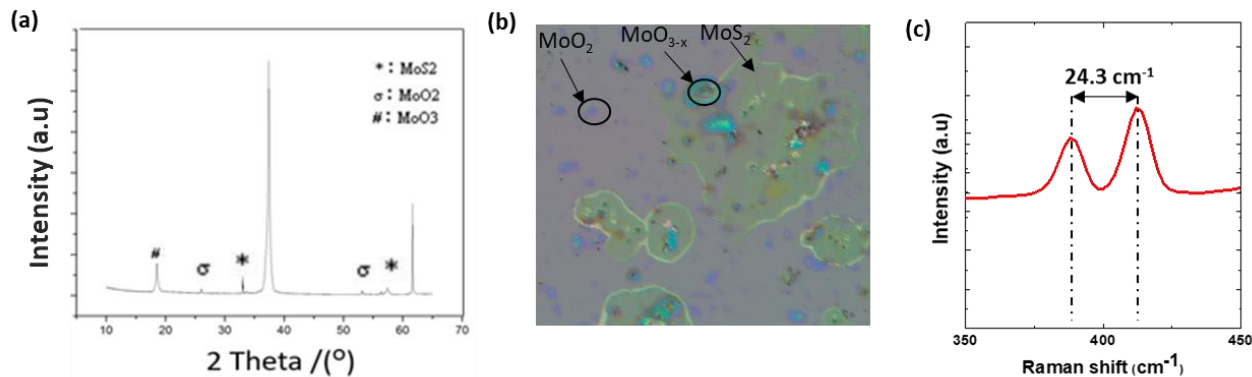 (a)
Intensity (a.u)
* : MoS2
σ : MoO2
# : MoO3
#
σ
*
σ
*
10 20 30 40 50 60 70
2 Theta /(°)
(b)
MoO₂
MoO₃₋ₓ
MoS₂
(c)
Intensity (a.u)
24.3 cm⁻¹
350 400 450
Raman shift (cm⁻¹)